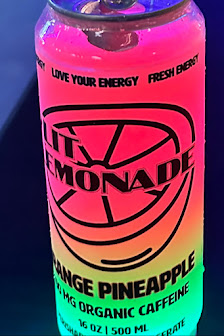 LOVE YOUR ENERGY FRESH ENERGY
LIT
EMONADE
ANGE PINEAPPLE
MG ORGANIC CAFFEINE
16 OZ | 500 ML